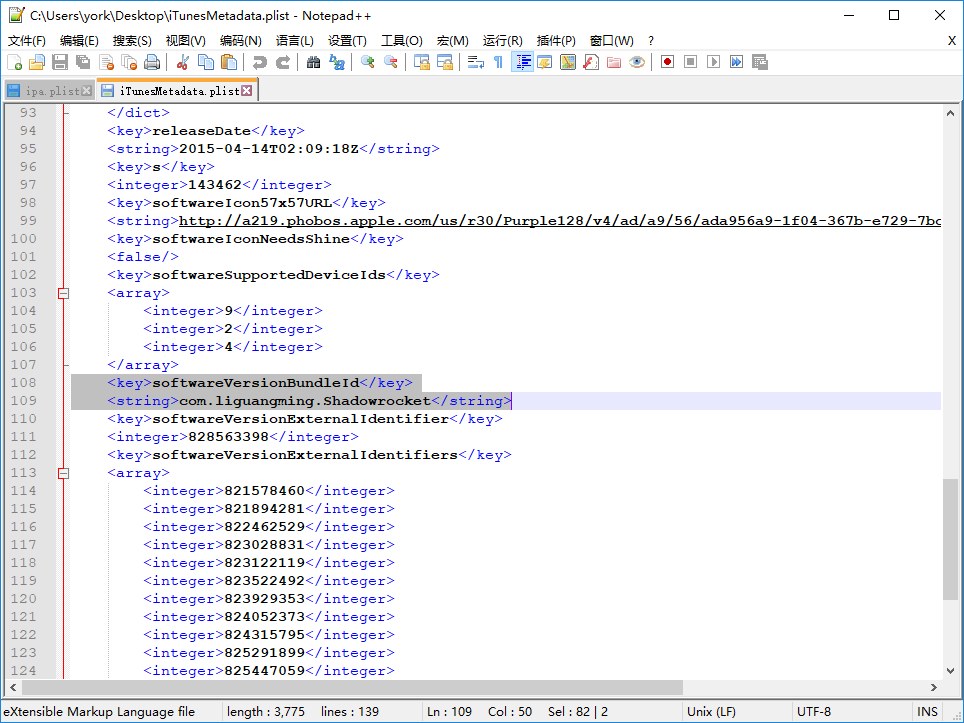 C:\Users\york\Desktop\iTunesMetadata.plist - Notepad++
文件(F) 编辑(E) 搜索(S) 视图(V) 编码(N) 语言(L) 设置(T) 工具(O) 宏(M) 运行(R) 插件(P) 窗口(W) ? X
ipa.plist iTunesMetadata.plist
93 </dict>
94 <key>releaseDate</key>
95 <string>2015-04-14T02:09:18Z</string>
96 <key>s</key>
97 <integer>143462</integer>
98 <key>softwareIcon57x57URL</key>
99 <string>http://a219.phobos.apple.com/us/r30/Purple128/v4/ad/a9/56/ada956a9-1f04-367b-e729-7bc
100 <key>softwareIconNeedsShine</key>
101 <false/>
102 <key>softwareSupportedDeviceIds</key>
103 <array>
104 <integer>9</integer>
105 <integer>2</integer>
106 <integer>4</integer>
107 </array>
108 <key>softwareVersionBundleId</key>
109 <string>com.liguangming.Shadowrocket</string>
110 <key>softwareVersionExternalIdentifier</key>
111 <integer>828563398</integer>
112 <key>softwareVersionExternalIdentifiers</key>
113 <array>
114 <integer>821578460</integer>
115 <integer>821894281</integer>
116 <integer>822462529</integer>
117 <integer>823028831</integer>
118 <integer>823122119</integer>
119 <integer>823522492</integer>
120 <integer>823929353</integer>
121 <integer>824052373</integer>
122 <integer>824315795</integer>
123 <integer>825291899</integer>
124 <integer>825447059</integer>
eXtensible Markup Language file length : 3,775 lines : 139 Ln : 109 Col : 50 Sel : 82 | 2 Unix (LF) UTF-8 INS